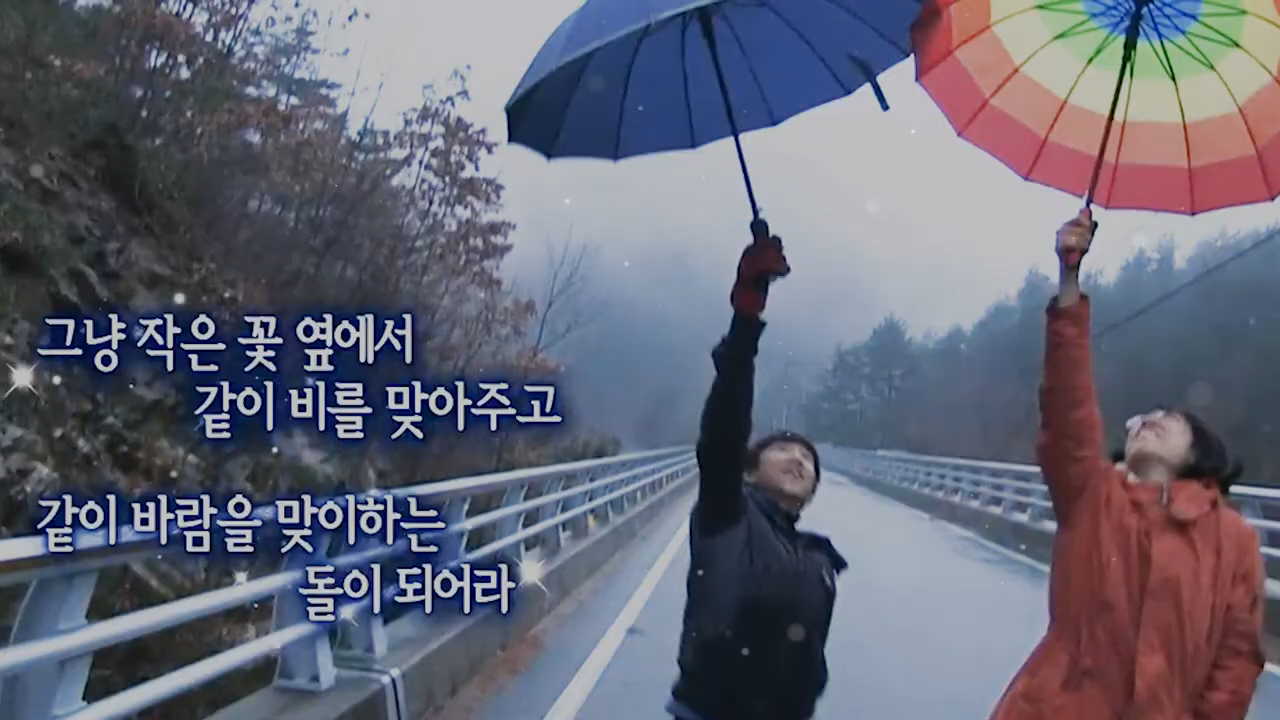 그냥 작은 꽃 옆에서
같이 비를 맞아주고
같이 바람을 맞이하는
돌이 되어라